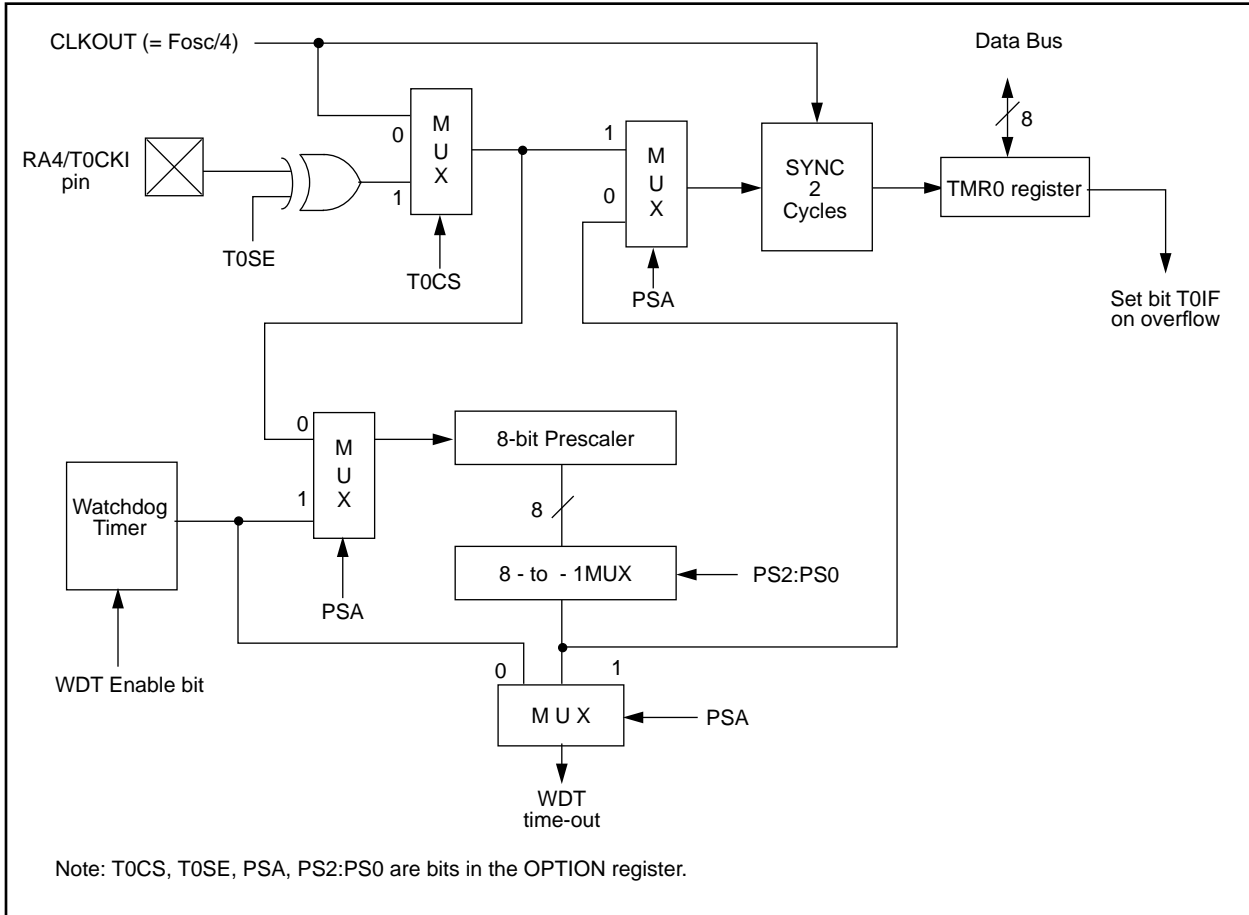 CLKOUT (= Fosc/4)
Data Bus
8
RA4/T0CKI
pin
T0SE
0
1
M
U
X
T0CS
1
0
M
U
X
PSA
SYNC
2
Cycles
TMR0 register
Set bit T0IF
on overflow
0
1
M
U
X
PSA
8-bit Prescaler
8
Watchdog
Timer
WDT Enable bit
8 - to - 1MUX
PS2:PS0
0
1
M U X
PSA
WDT
time-out
Note: T0CS, T0SE, PSA, PS2:PS0 are bits in the OPTION register.